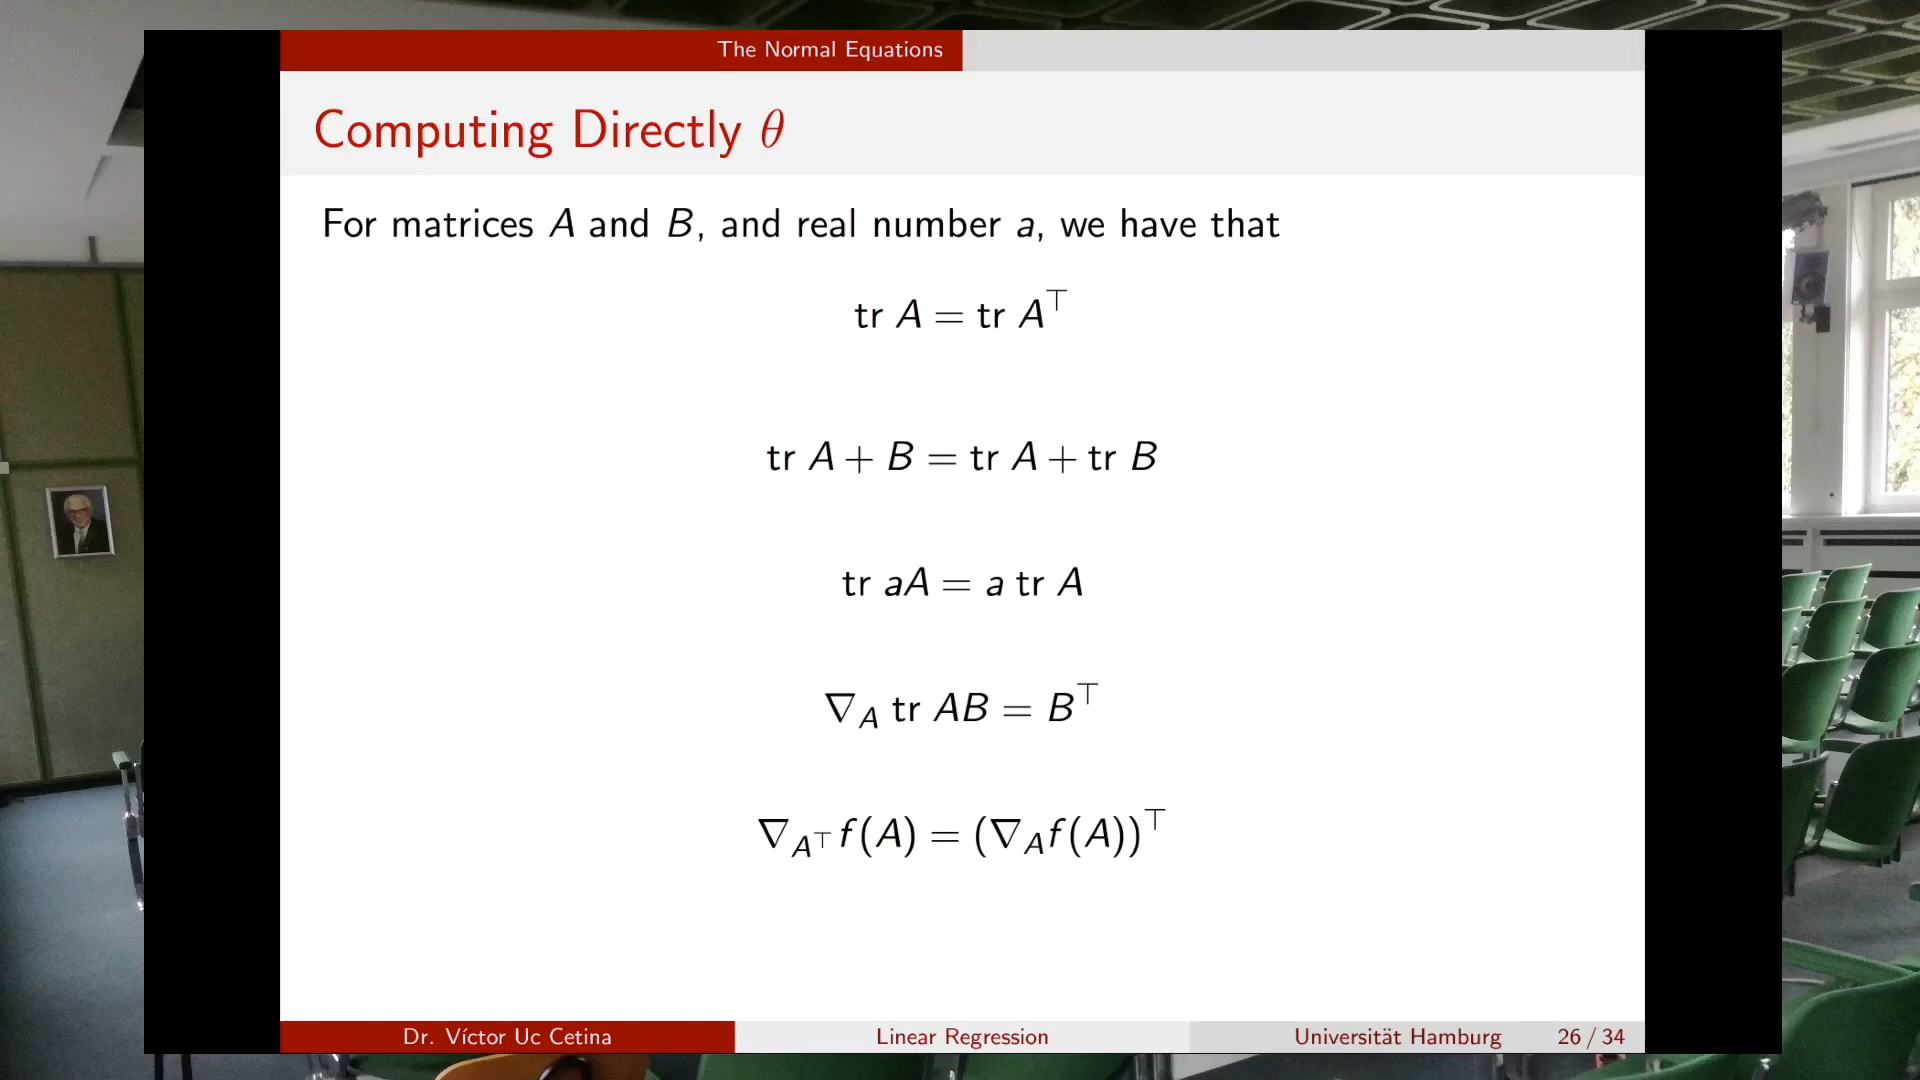 The Normal Equations
Computing Directly θ
For matrices A and B, and real number a, we have that
tr A = tr A⊤
tr A + B = tr A + tr B
tr aA = a tr A
∇_A tr AB = B⊤
∇_{A⊤} f(A) = (∇_A f(A))⊤
Dr. Víctor Uc Cetina
Linear Regression
Universität Hamburg
26 / 34